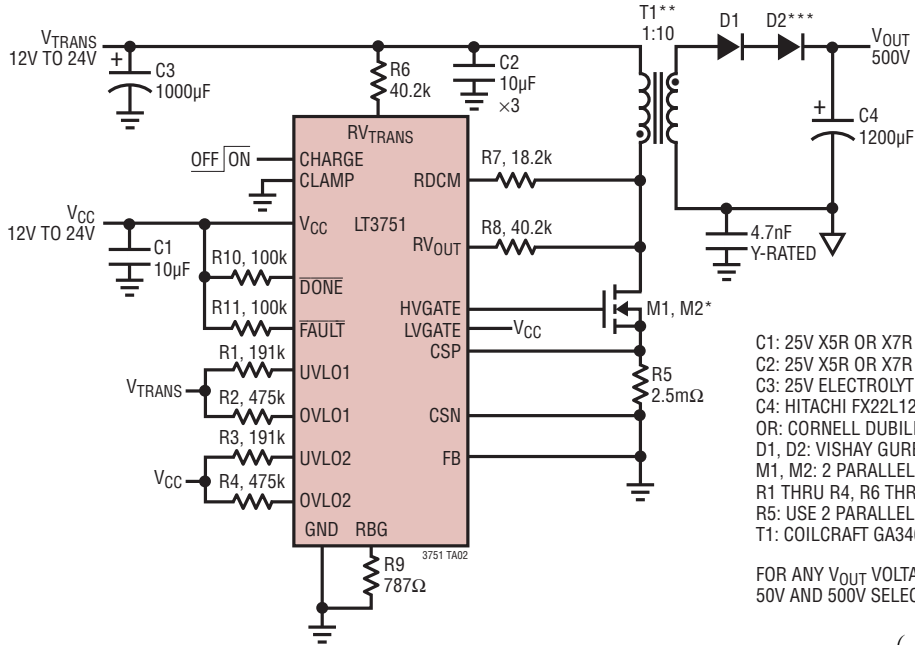 T1**
1:10
D1
D2***
VTRANS
12V TO 24V
+
C3
1000µF
R6
40.2k
C2
10µF
×3
VOUT
500V
+
C4
1200µF
RVTRANS
OFF ON
CHARGE
CLAMP
R7, 18.2k
RDCM
VCC
12V TO 24V
VCC
LT3751
C1
10µF
R8, 40.2k
RVOUT
4.7nF
Y-RATED
R10, 100k
DONE
HVGATE
M1, M2*
R11, 100k
FAULT
LVGATE
VCC
CSP
R1, 191k
UVLO1
VTRANS
R2, 475k
OVLO1
R5
2.5mΩ
CSN
R3, 191k
UVLO2
VCC
R4, 475k
OVLO2
FB
GND
RBG
3751 TA02
R9
787Ω
C1: 25V X5R OR X7R
C2: 25V X5R OR X7R
C3: 25V ELECTROLYT
C4: HITACHI FX22L12
OR: CORNELL DUBILI
D1, D2: VISHAY GURB
M1, M2: 2 PARALLEL
R1 THRU R4, R6 THR
R5: USE 2 PARALLEL
T1: COILCRAFT GA346
FOR ANY VOUT VOLTA
50V AND 500V SELEC